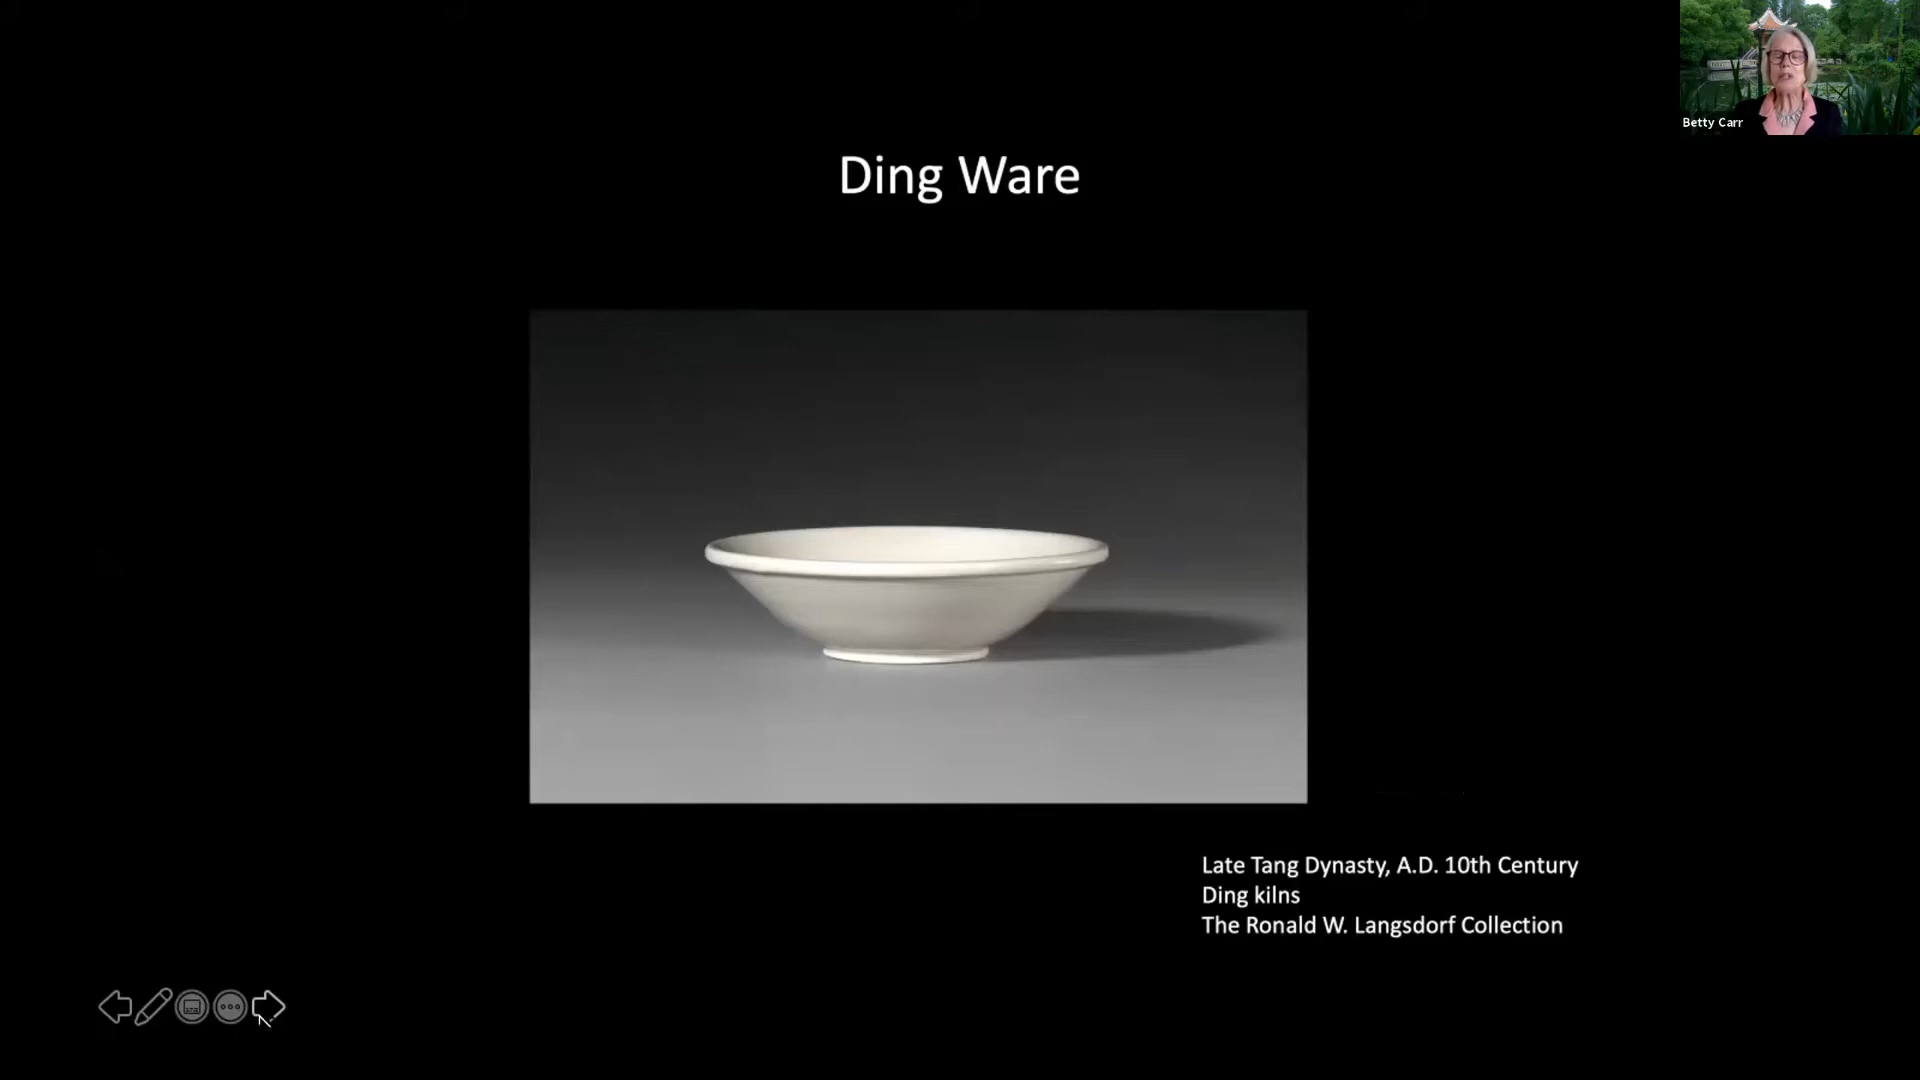 Betty Carr
Ding Ware
Late Tang Dynasty, A.D. 10th Century
Ding kilns
The Ronald W. Langsdorf Collection